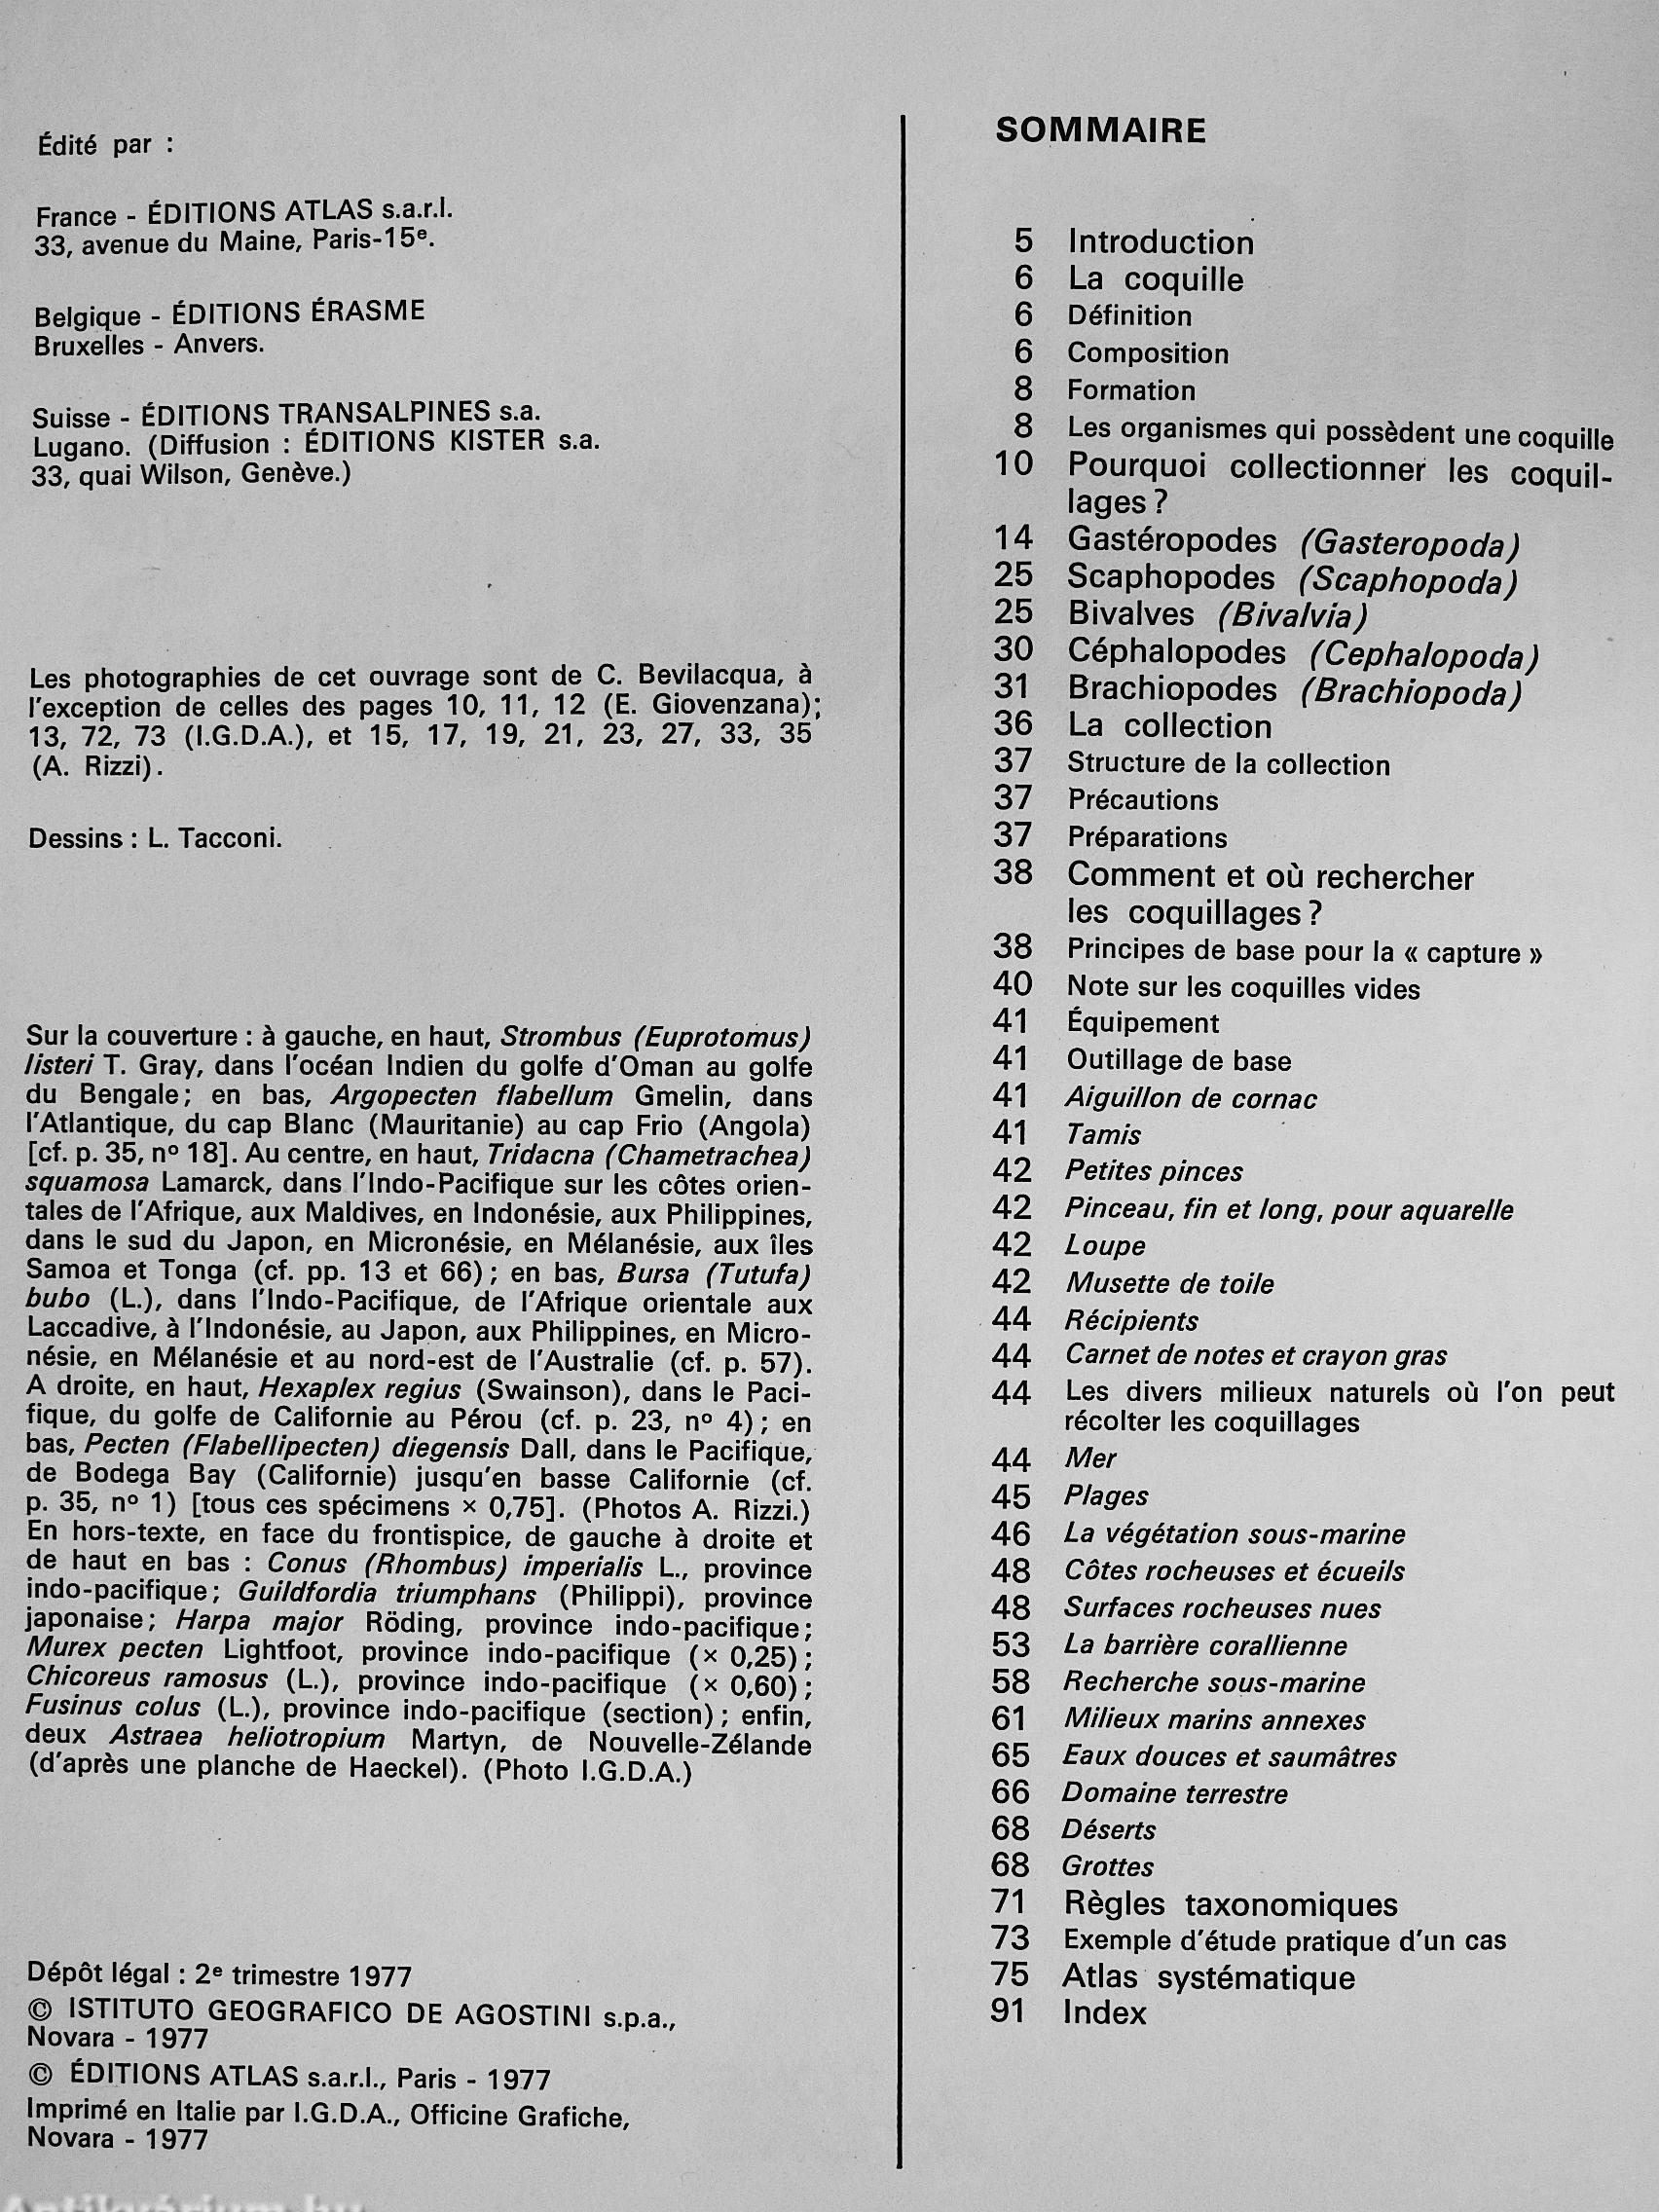 Édité par :
France - ÉDITIONS ATLAS s.a.r.l.
33, avenue du Maine, Paris-15e.
Belgique - ÉDITIONS ÉRASME
Bruxelles - Anvers.
Suisse - ÉDITIONS TRANSALPINES s.a.
Lugano. (Diffusion : ÉDITIONS KISTER s.a.
33, quai Wilson, Genève.)
Les photographies de cet ouvrage sont de C. Bevilacqua, à
l'exception de celles des pages 10, 11, 12 (E. Giovenzana);
13, 72, 73 (I.G.D.A.), et 15, 17, 19, 21, 23, 27, 33, 35
(A. Rizzi).
Dessins : L. Tacconi.
Sur la couverture : à gauche, en haut, Strombus (Euprotomus)
listeri T. Gray, dans l'océan Indien du golfe d'Oman au golfe
du Bengale; en bas, Argopecten flabellum Gmelin, dans
l'Atlantique, du cap Blanc (Mauritanie) au cap Frio (Angola)
[cf. p. 35, nº 18]. Au centre, en haut, Tridacna (Chametrachea)
squamosa Lamarck, dans l'Indo-Pacifique sur les côtes orien-
tales de l'Afrique, aux Maldives, en Indonésie, aux Philippines,
dans le sud du Japon, en Micronésie, en Mélanésie, aux îles
Samoa et Tonga (cf. pp. 13 et 66); en bas, Bursa (Tutufa)
bubo (L.), dans l'Indo-Pacifique, de l'Afrique orientale aux
Laccadive, à l'Indonésie, au Japon, aux Philippines, en Micro-
nésie, en Mélanésie et au nord-est de l'Australie (cf. p. 57).
A droite, en haut, Hexaplex regius (Swainson), dans le Paci-
fique, du golfe de Californie au Pérou (cf. p. 23, nº 4); en
bas, Pecten (Flabellipecten) diegensis Dall, dans le Pacifique,
de Bodega Bay (Californie) jusqu'en basse Californie (cf.
p. 35, nº 1) [tous ces spécimens × 0,75]. (Photos A. Rizzi.)
En hors-texte, en face du frontispice, de gauche à droite et
de haut en bas : Conus (Rhombus) imperialis L., province
indo-pacifique; Guildfordia triumphans (Philippi), province
japonaise; Harpa major Röding, province indo-pacifique;
Murex pecten Lightfoot, province indo-pacifique (× 0,25);
Chicoreus ramosus (L.), province indo-pacifique (× 0,60);
Fusinus colus (L.), province indo-pacifique (section); enfin,
deux Astraea heliotropium Martyn, de Nouvelle-Zélande
(d'après une planche de Haeckel). (Photo I.G.D.A.)
Dépôt légal : 2e trimestre 1977
© ISTITUTO GEOGRAFICO DE AGOSTINI s.p.a.,
Novara - 1977
© ÉDITIONS ATLAS s.a.r.l., Paris - 1977
Imprimé en Italie par I.G.D.A., Officine Grafiche,
Novara - 1977
SOMMAIRE
5 Introduction
6 La coquille
6 Définition
6 Composition
8 Formation
8 Les organismes qui possèdent une coquille
10 Pourquoi collectionner les coquil-
lages?
14 Gastéropodes (Gasteropoda)
25 Scaphopodes (Scaphopoda)
25 Bivalves (Bivalvia)
30 Céphalopodes (Cephalopoda)
31 Brachiopodes (Brachiopoda)
36 La collection
37 Structure de la collection
37 Précautions
37 Préparations
38 Comment et où rechercher
les coquillages?
38 Principes de base pour la « capture »
40 Note sur les coquilles vides
41 Équipement
41 Outillage de base
41 Aiguillon de cornac
41 Tamis
42 Petites pinces
42 Pinceau, fin et long, pour aquarelle
42 Loupe
42 Musette de toile
44 Récipients
44 Carnet de notes et crayon gras
44 Les divers milieux naturels où l'on peut
récolter les coquillages
44 Mer
45 Plages
46 La végétation sous-marine
48 Côtes rocheuses et écueils
48 Surfaces rocheuses nues
53 La barrière corallienne
58 Recherche sous-marine
61 Milieux marins annexes
65 Eaux douces et saumâtres
66 Domaine terrestre
68 Déserts
68 Grottes
71 Règles taxonomiques
73 Exemple d'étude pratique d'un cas
75 Atlas systématique
91 Index